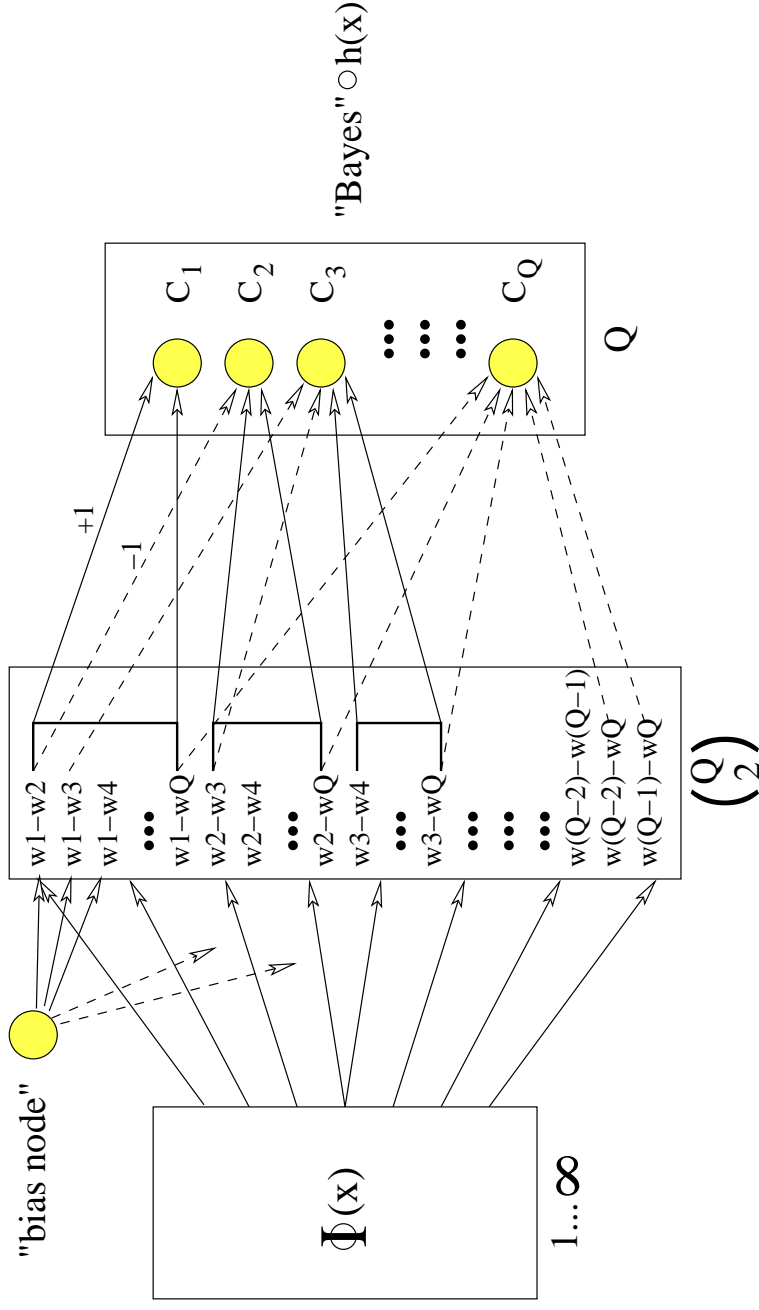 "bias node"
Φ(x)
1...∞
w1−w2
w1−w3
w1−w4
w1−wQ
w2−w3
w2−w4
w2−wQ
w3−w4
w3−wQ
w(Q−2)−w(Q−1)
w(Q−2)−wQ
w(Q−1)−wQ
(Q 2)
+1
−1
C1
C2
C3
CQ
Q
"Bayes"○h(x)